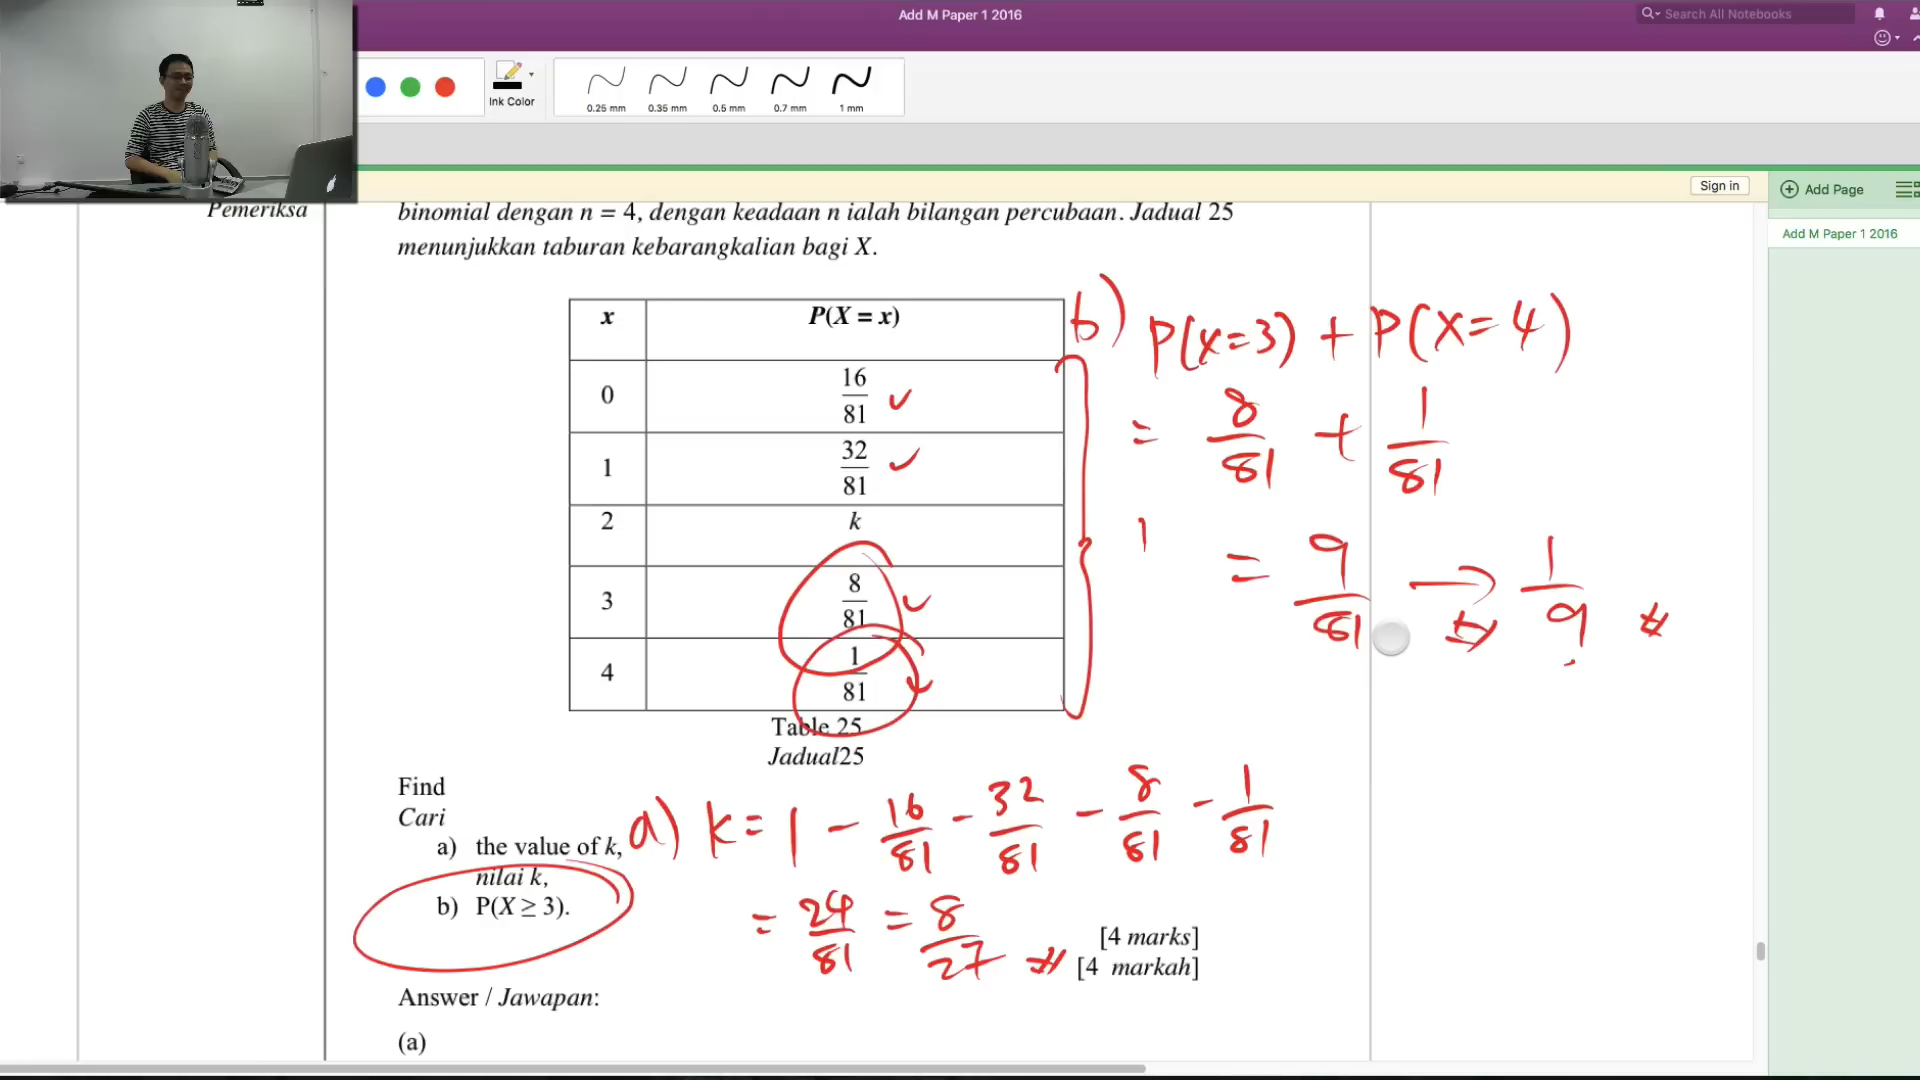 Add M Paper 1 2016
Search All Notebooks
Ink Color
0.25 mm 0.35 mm 0.5 mm 0.7 mm 1 mm
Sign in
Add Page
Add M Paper 1 2016
Pemeriksa
binomial dengan n = 4, dengan keadaan n ialah bilangan percubaan. Jadual 25
menunjukkan taburan kebarangkalian bagi X.
x P(X = x)
0 16/81
1 32/81
2 k
3 8/81
4 1/81
Table 25
Jadual25
b) P(x=3) + P(x=4)
= 8/81 + 1/81
1
= 9/81 → 1/9
Find
Cari
a) the value of k,
nilai k,
b) P(X ≥ 3).
a) k = 1 - 16/81 - 32/81 - 8/81 - 1/81
= 24/81 = 8/27
[4 marks]
[4 markah]
Answer / Jawapan:
(a)